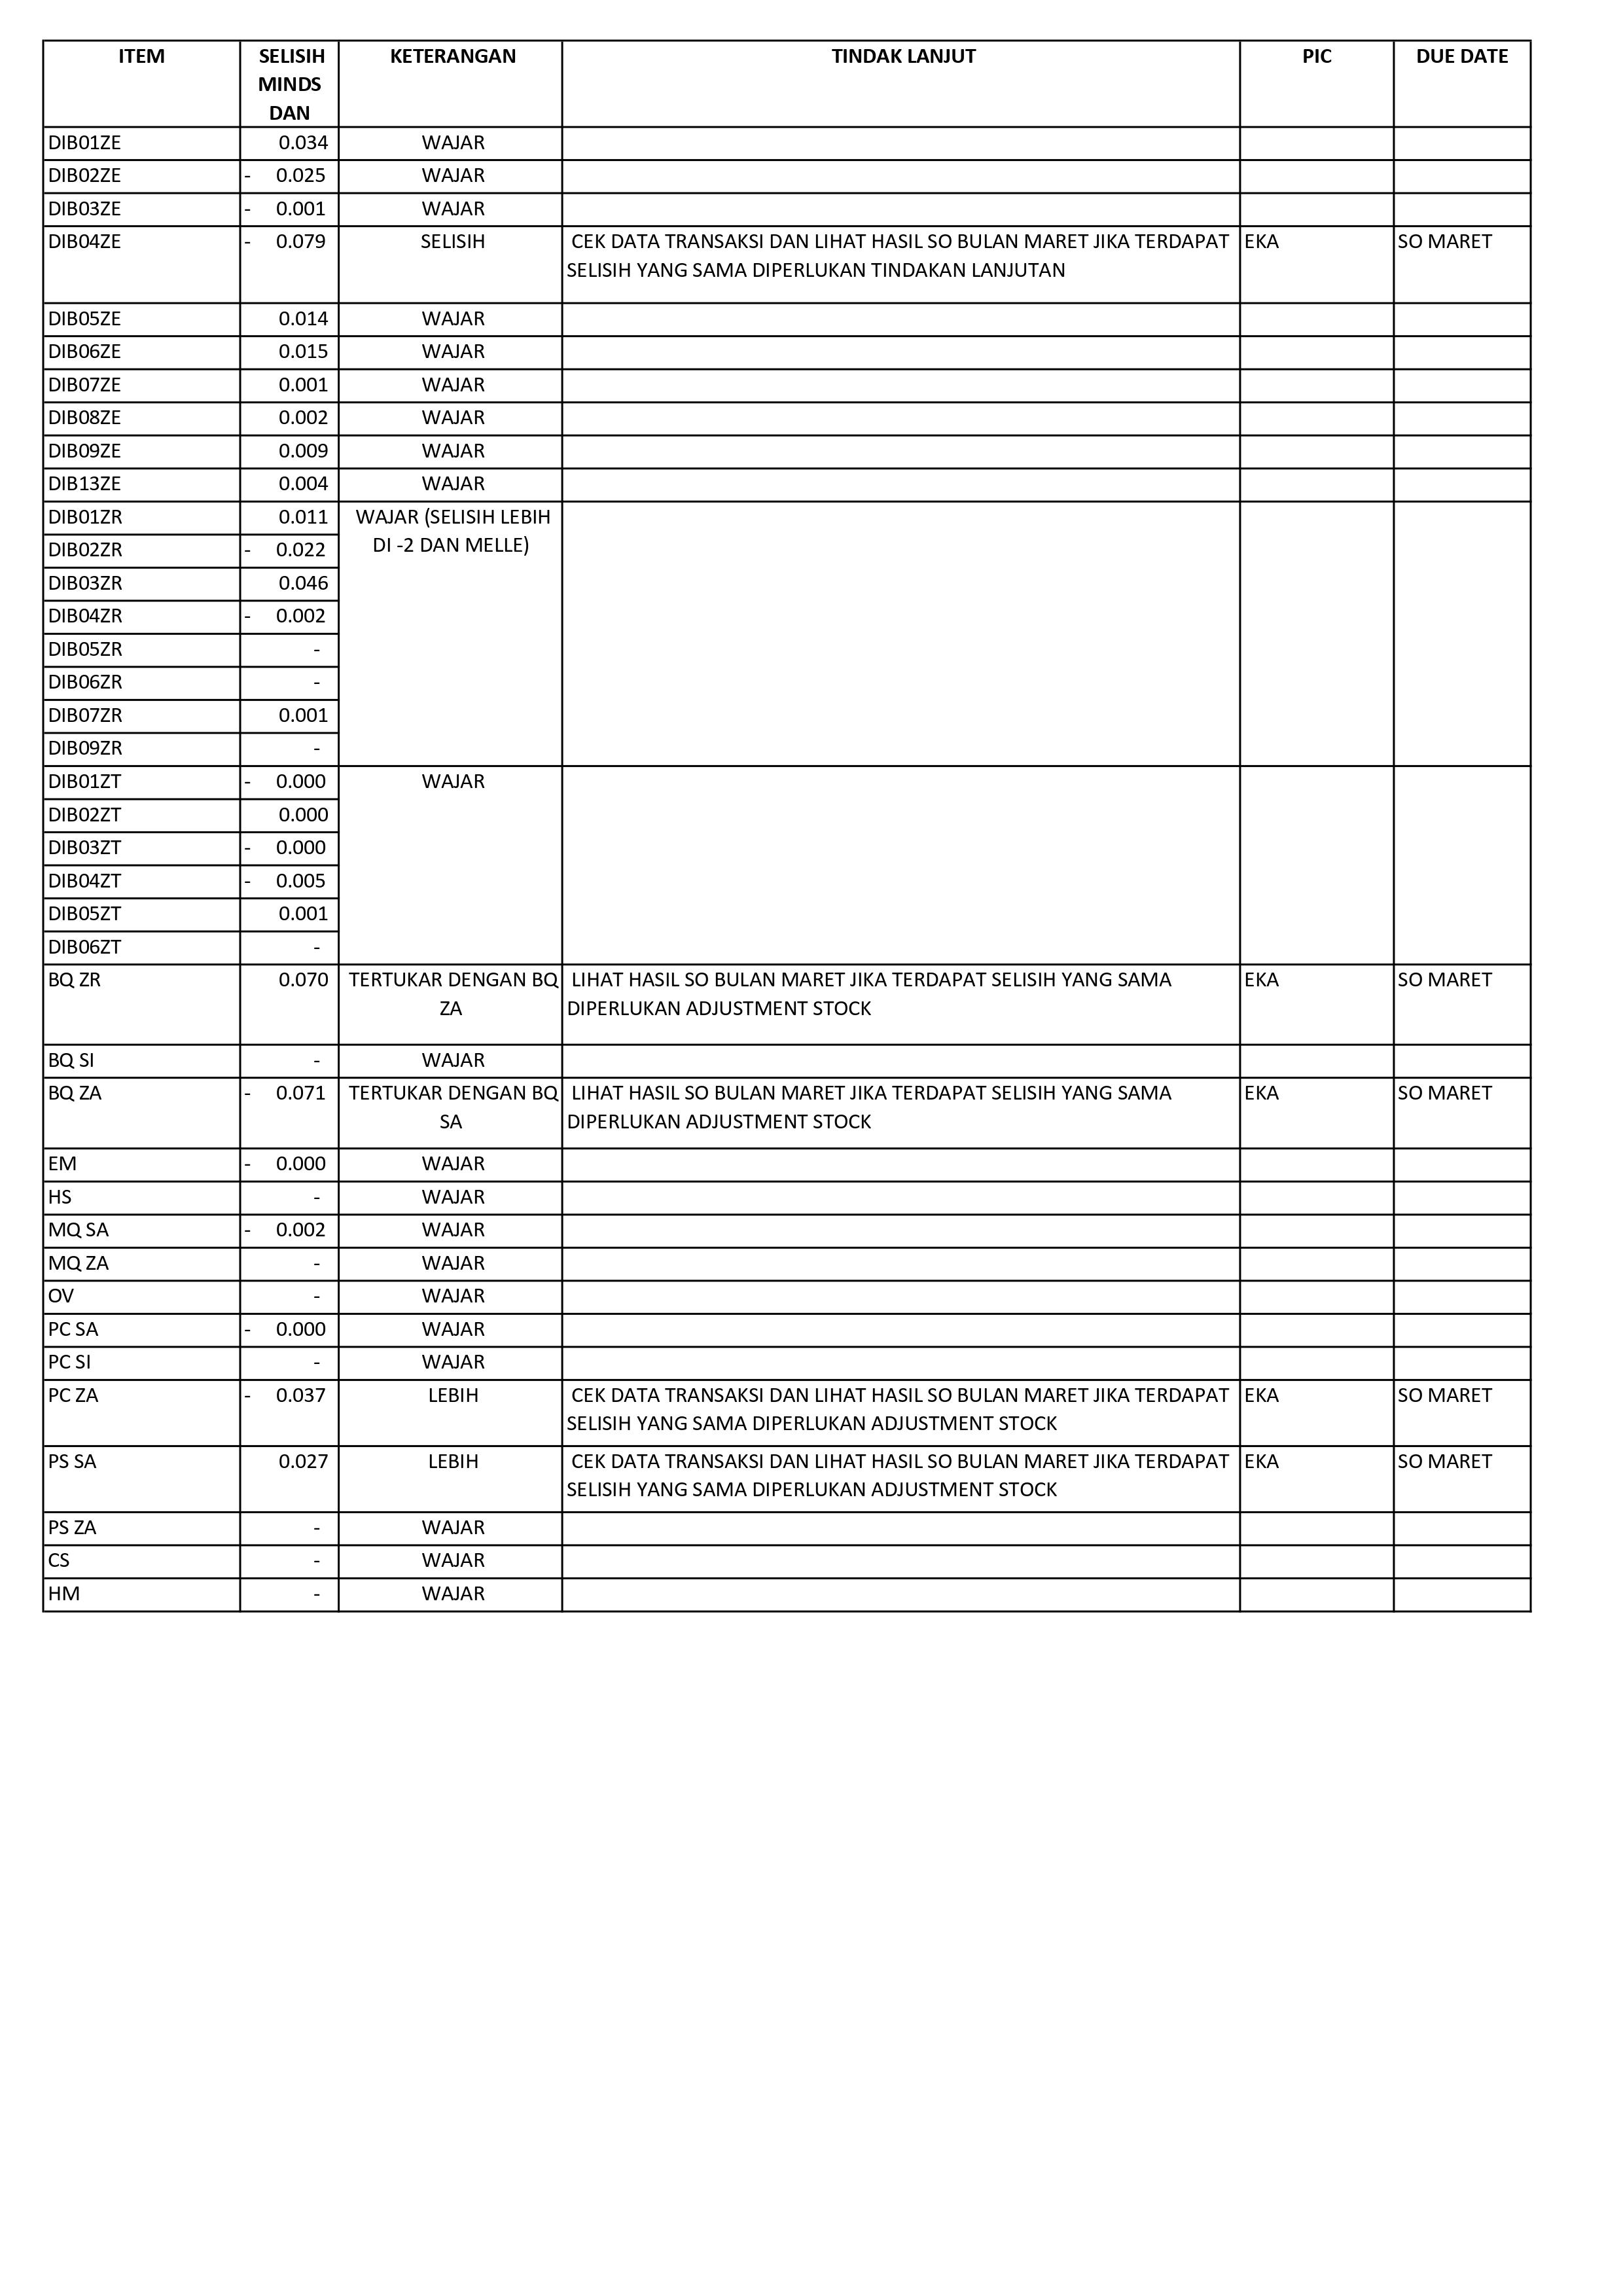 ITEM SELISIH KETERANGAN TINDAK LANJUT PIC DUE DATE
MINDS
DAN
DIB01ZE 0.034 WAJAR
DIB02ZE - 0.025 WAJAR
DIB03ZE - 0.001 WAJAR
DIB04ZE - 0.079 SELISIH CEK DATA TRANSAKSI DAN LIHAT HASIL SO BULAN MARET JIKA TERDAPAT EKA SO MARET
SELISIH YANG SAMA DIPERLUKAN TINDAKAN LANJUTAN
DIB05ZE 0.014 WAJAR
DIB06ZE 0.015 WAJAR
DIB07ZE 0.001 WAJAR
DIB08ZE 0.002 WAJAR
DIB09ZE 0.009 WAJAR
DIB13ZE 0.004 WAJAR
DIB01ZR 0.011 WAJAR (SELISIH LEBIH
DIB02ZR - 0.022 DI -2 DAN MELLE)
DIB03ZR 0.046
DIB04ZR - 0.002
DIB05ZR -
DIB06ZR -
DIB07ZR 0.001
DIB09ZR -
DIB01ZT - 0.000 WAJAR
DIB02ZT 0.000
DIB03ZT - 0.000
DIB04ZT - 0.005
DIB05ZT 0.001
DIB06ZT -
BQ ZR 0.070 TERTUKAR DENGAN BQ LIHAT HASIL SO BULAN MARET JIKA TERDAPAT SELISIH YANG SAMA EKA SO MARET
ZA DIPERLUKAN ADJUSTMENT STOCK
BQ SI - WAJAR
BQ ZA - 0.071 TERTUKAR DENGAN BQ LIHAT HASIL SO BULAN MARET JIKA TERDAPAT SELISIH YANG SAMA EKA SO MARET
SA DIPERLUKAN ADJUSTMENT STOCK
EM - 0.000 WAJAR
HS - WAJAR
MQ SA - 0.002 WAJAR
MQ ZA - WAJAR
OV - WAJAR
PC SA - 0.000 WAJAR
PC SI - WAJAR
PC ZA - 0.037 LEBIH CEK DATA TRANSAKSI DAN LIHAT HASIL SO BULAN MARET JIKA TERDAPAT EKA SO MARET
SELISIH YANG SAMA DIPERLUKAN ADJUSTMENT STOCK
PS SA 0.027 LEBIH CEK DATA TRANSAKSI DAN LIHAT HASIL SO BULAN MARET JIKA TERDAPAT EKA SO MARET
SELISIH YANG SAMA DIPERLUKAN ADJUSTMENT STOCK
PS ZA - WAJAR
CS - WAJAR
HM - WAJAR